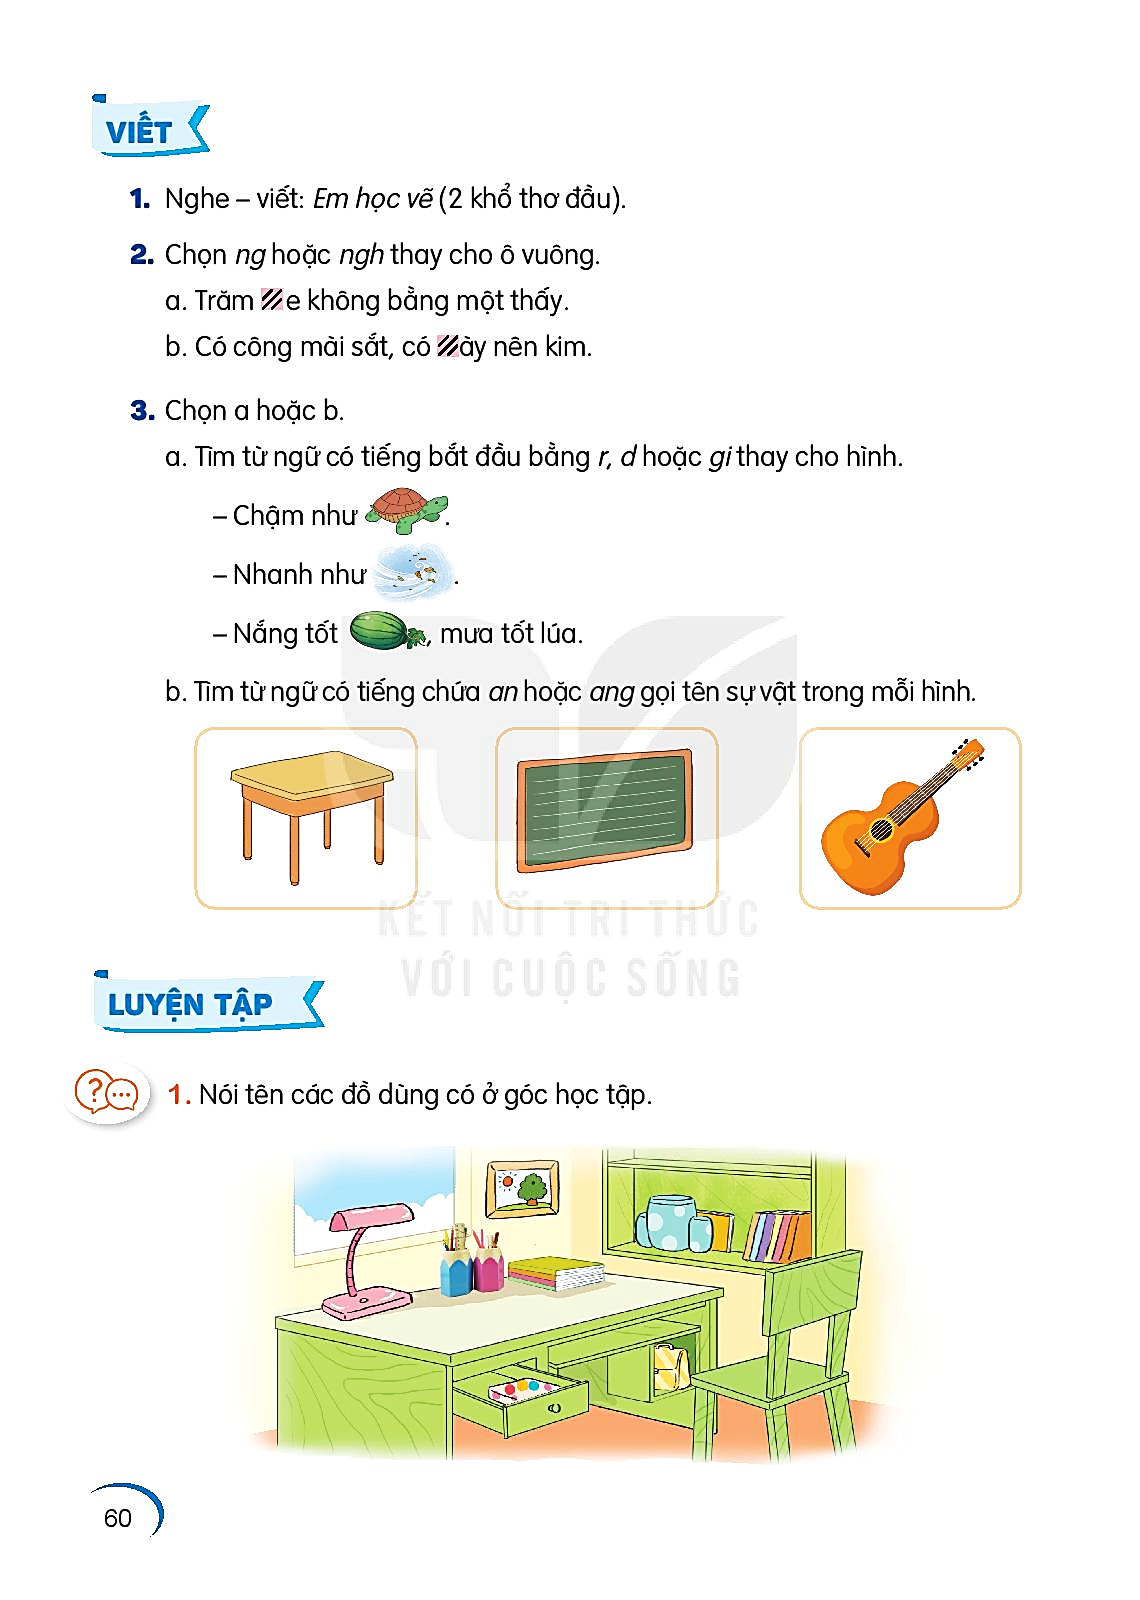 VIẾT
1. Nghe – viết: Em học vẽ (2 khổ thơ đầu).
2. Chọn ng hoặc ngh thay cho ô vuông.
a. Trăm e không bằng một thấy.
b. Có công mài sắt, có ày nên kim.
3. Chọn a hoặc b.
a. Tìm từ ngữ có tiếng bắt đầu bằng r, d hoặc gi thay cho hình.
– Chậm như .
– Nhanh như .
– Nắng tốt , mưa tốt lúa.
b. Tìm từ ngữ có tiếng chứa an hoặc ang gọi tên sự vật trong mỗi hình.
KẾT NỐI TRI THỨC
VỚI CUỘC SỐNG
LUYỆN TẬP
1. Nói tên các đồ dùng có ở góc học tập.
60